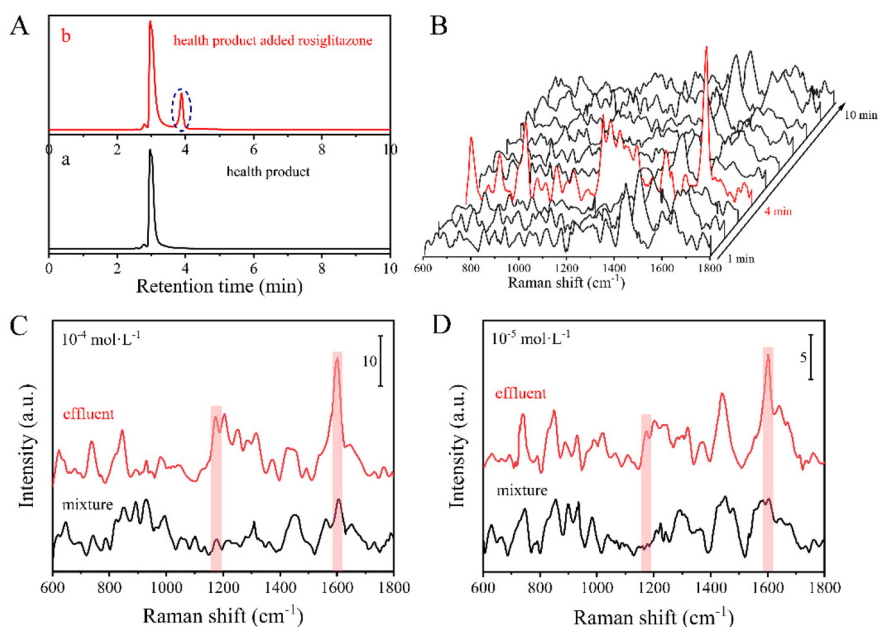 A
b
health product added rosiglitazone
0 2 4 6 8 10
a
health product
0 2 4 6 8 10
Retention time (min)
B
10 min
4 min
1 min
600 800 1000 1200 1400 1600 1800
Raman shift (cm⁻¹)
C
10⁻⁴ mol·L⁻¹
10
effluent
mixture
Intensity (a.u.)
600 800 1000 1200 1400 1600 1800
Raman shift (cm⁻¹)
D
10⁻⁵ mol·L⁻¹
5
effluent
mixture
Intensity (a.u.)
600 800 1000 1200 1400 1600 1800
Raman shift (cm⁻¹)